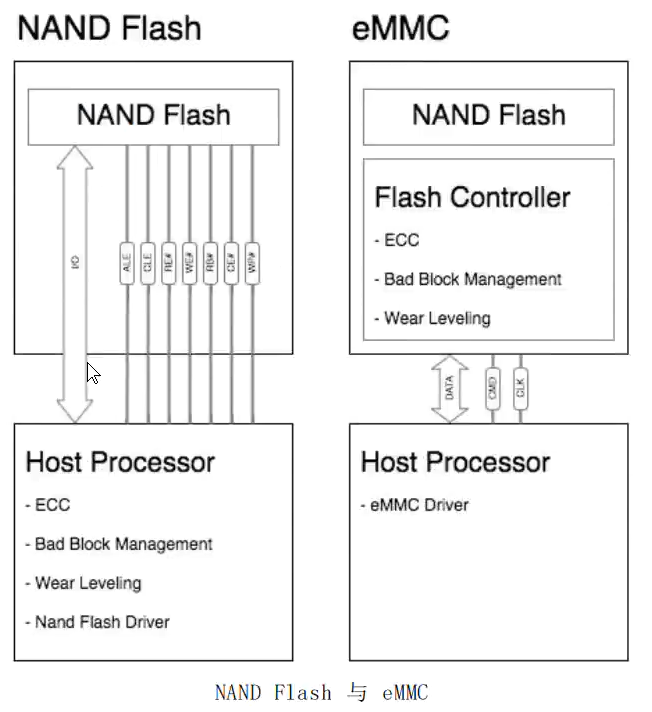 NAND Flash
NAND Flash
I/O
ALE
CLE
RE#
WE#
RB#
CE#
WP#
Host Processor
- ECC
- Bad Block Management
- Wear Leveling
- Nand Flash Driver
eMMC
NAND Flash
Flash Controller
- ECC
- Bad Block Management
- Wear Leveling
DATA
CMD
CLK
Host Processor
- eMMC Driver
NAND Flash 与 eMMC